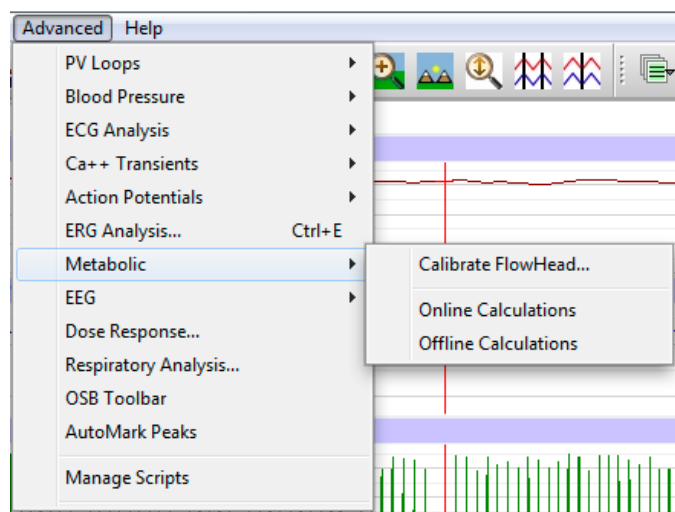 Advanced Help
PV Loops
Blood Pressure
ECG Analysis
Ca++ Transients
Action Potentials
ERG Analysis... Ctrl+E
Metabolic
Calibrate FlowHead...
EEG
Online Calculations
Dose Response...
Offline Calculations
Respiratory Analysis...
OSB Toolbar
AutoMark Peaks
Manage Scripts